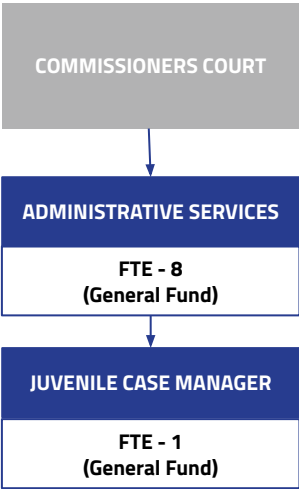 COMMISSIONERS COURT
ADMINISTRATIVE SERVICES
FTE - 8
(General Fund)
JUVENILE CASE MANAGER
FTE - 1
(General Fund)